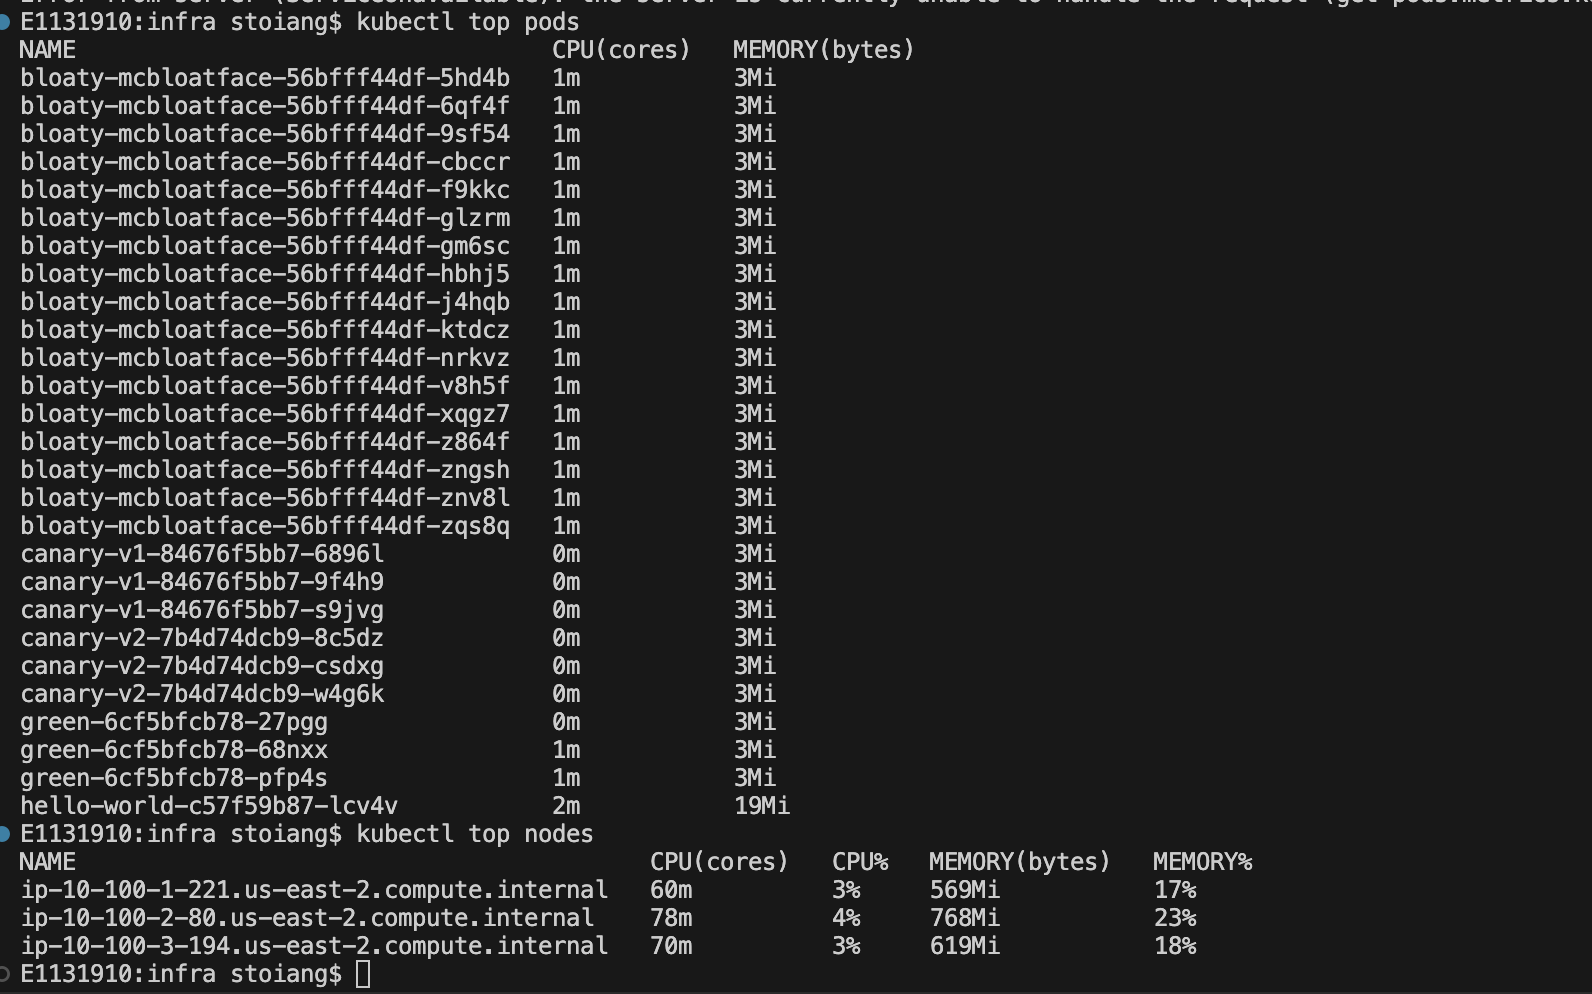 E1131910:infra stoiang$ kubectl top pods
NAME CPU(cores) MEMORY(bytes)
bloaty-mcbloatface-56bfff44df-5hd4b 1m 3Mi
bloaty-mcbloatface-56bfff44df-6qf4f 1m 3Mi
bloaty-mcbloatface-56bfff44df-9sf54 1m 3Mi
bloaty-mcbloatface-56bfff44df-cbccr 1m 3Mi
bloaty-mcbloatface-56bfff44df-f9kkc 1m 3Mi
bloaty-mcbloatface-56bfff44df-glzrm 1m 3Mi
bloaty-mcbloatface-56bfff44df-gm6sc 1m 3Mi
bloaty-mcbloatface-56bfff44df-hbhj5 1m 3Mi
bloaty-mcbloatface-56bfff44df-j4hqb 1m 3Mi
bloaty-mcbloatface-56bfff44df-ktdcz 1m 3Mi
bloaty-mcbloatface-56bfff44df-nrkvz 1m 3Mi
bloaty-mcbloatface-56bfff44df-v8h5f 1m 3Mi
bloaty-mcbloatface-56bfff44df-xqgz7 1m 3Mi
bloaty-mcbloatface-56bfff44df-z864f 1m 3Mi
bloaty-mcbloatface-56bfff44df-zngsh 1m 3Mi
bloaty-mcbloatface-56bfff44df-znv8l 1m 3Mi
bloaty-mcbloatface-56bfff44df-zqs8q 1m 3Mi
canary-v1-84676f5bb7-6896l 0m 3Mi
canary-v1-84676f5bb7-9f4h9 0m 3Mi
canary-v1-84676f5bb7-s9jvg 0m 3Mi
canary-v2-7b4d74dcb9-8c5dz 0m 3Mi
canary-v2-7b4d74dcb9-csdxg 0m 3Mi
canary-v2-7b4d74dcb9-w4g6k 0m 3Mi
green-6cf5bfcb78-27pgg 0m 3Mi
green-6cf5bfcb78-68nxx 1m 3Mi
green-6cf5bfcb78-pfp4s 1m 3Mi
hello-world-c57f59b87-lcv4v 2m 19Mi
E1131910:infra stoiang$ kubectl top nodes
NAME CPU(cores) CPU% MEMORY(bytes) MEMORY%
ip-10-100-1-221.us-east-2.compute.internal 60m 3% 569Mi 17%
ip-10-100-2-80.us-east-2.compute.internal 78m 4% 768Mi 23%
ip-10-100-3-194.us-east-2.compute.internal 70m 3% 619Mi 18%
E1131910:infra stoiang$